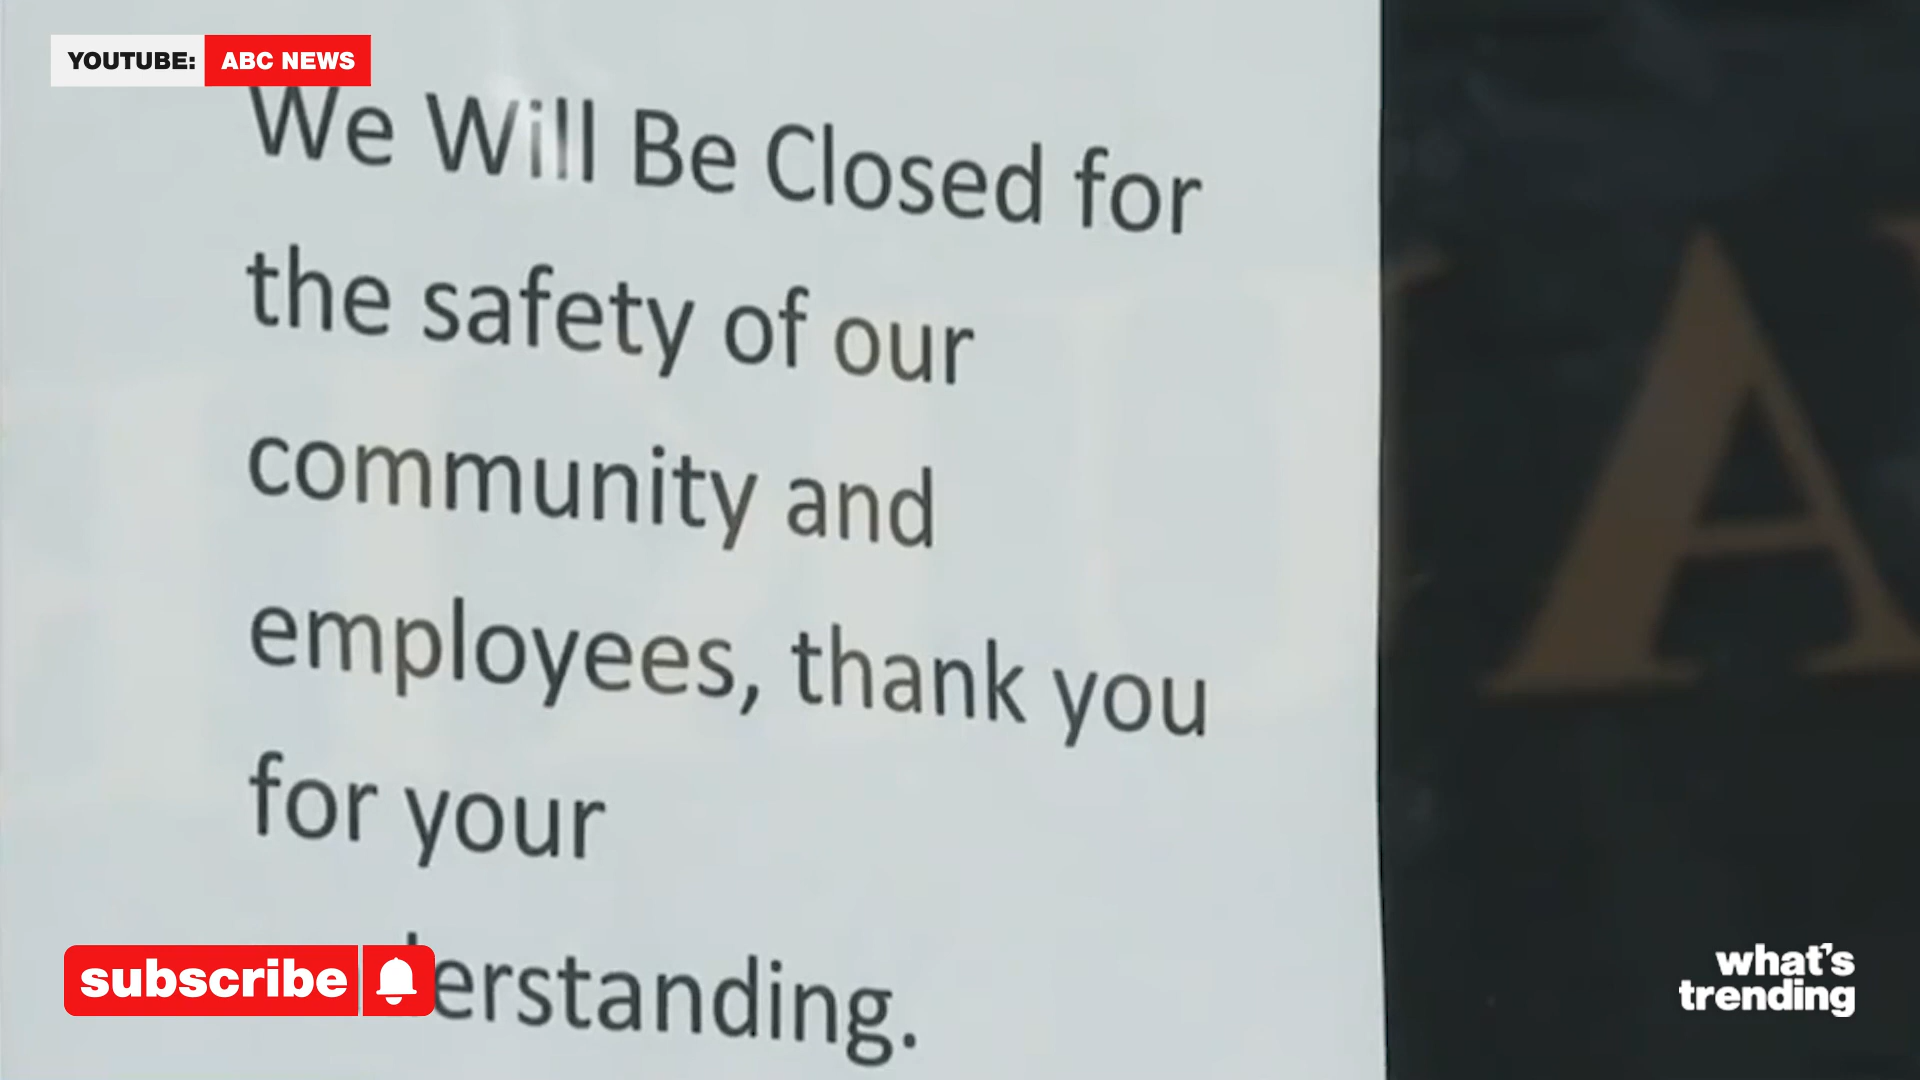 YOUTUBE: ABC NEWS
We Will Be Closed for
the safety of our
community and
employees, thank you
for your
erstanding.
subscribe
what's
trending
A